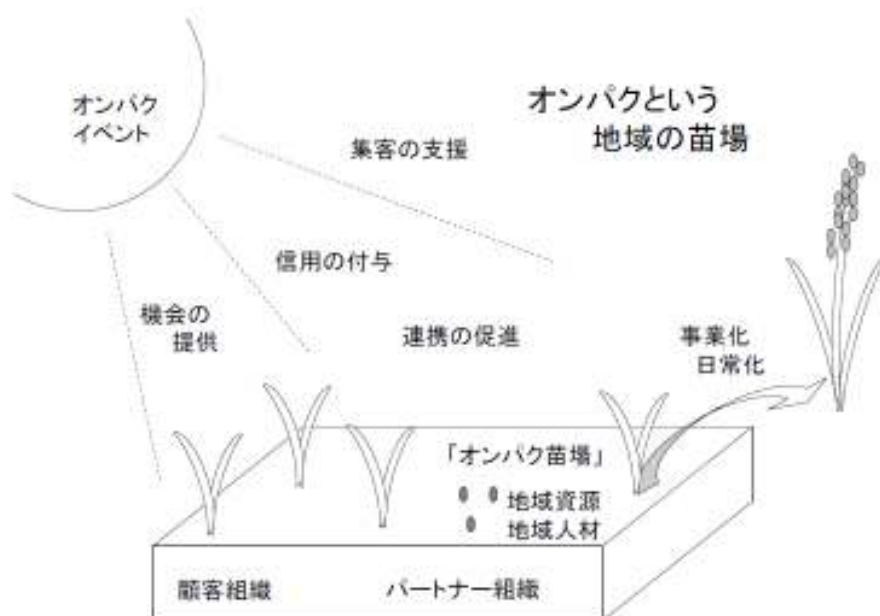 オンパク
イベント
オンパクという
地域の苗場
集客の支援
信用の付与
機会の
提供
連携の促進
事業化
日常化
「オンパク苗場」
地域資源
地域人材
顧客組織
パートナー組織